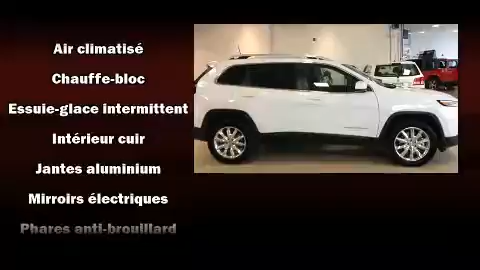 Air climatisé
Chauffe-bloc
Essuie-glace intermittent
Intérieur cuir
Jantes aluminium
Mirroirs électriques
Phares anti-brouillard